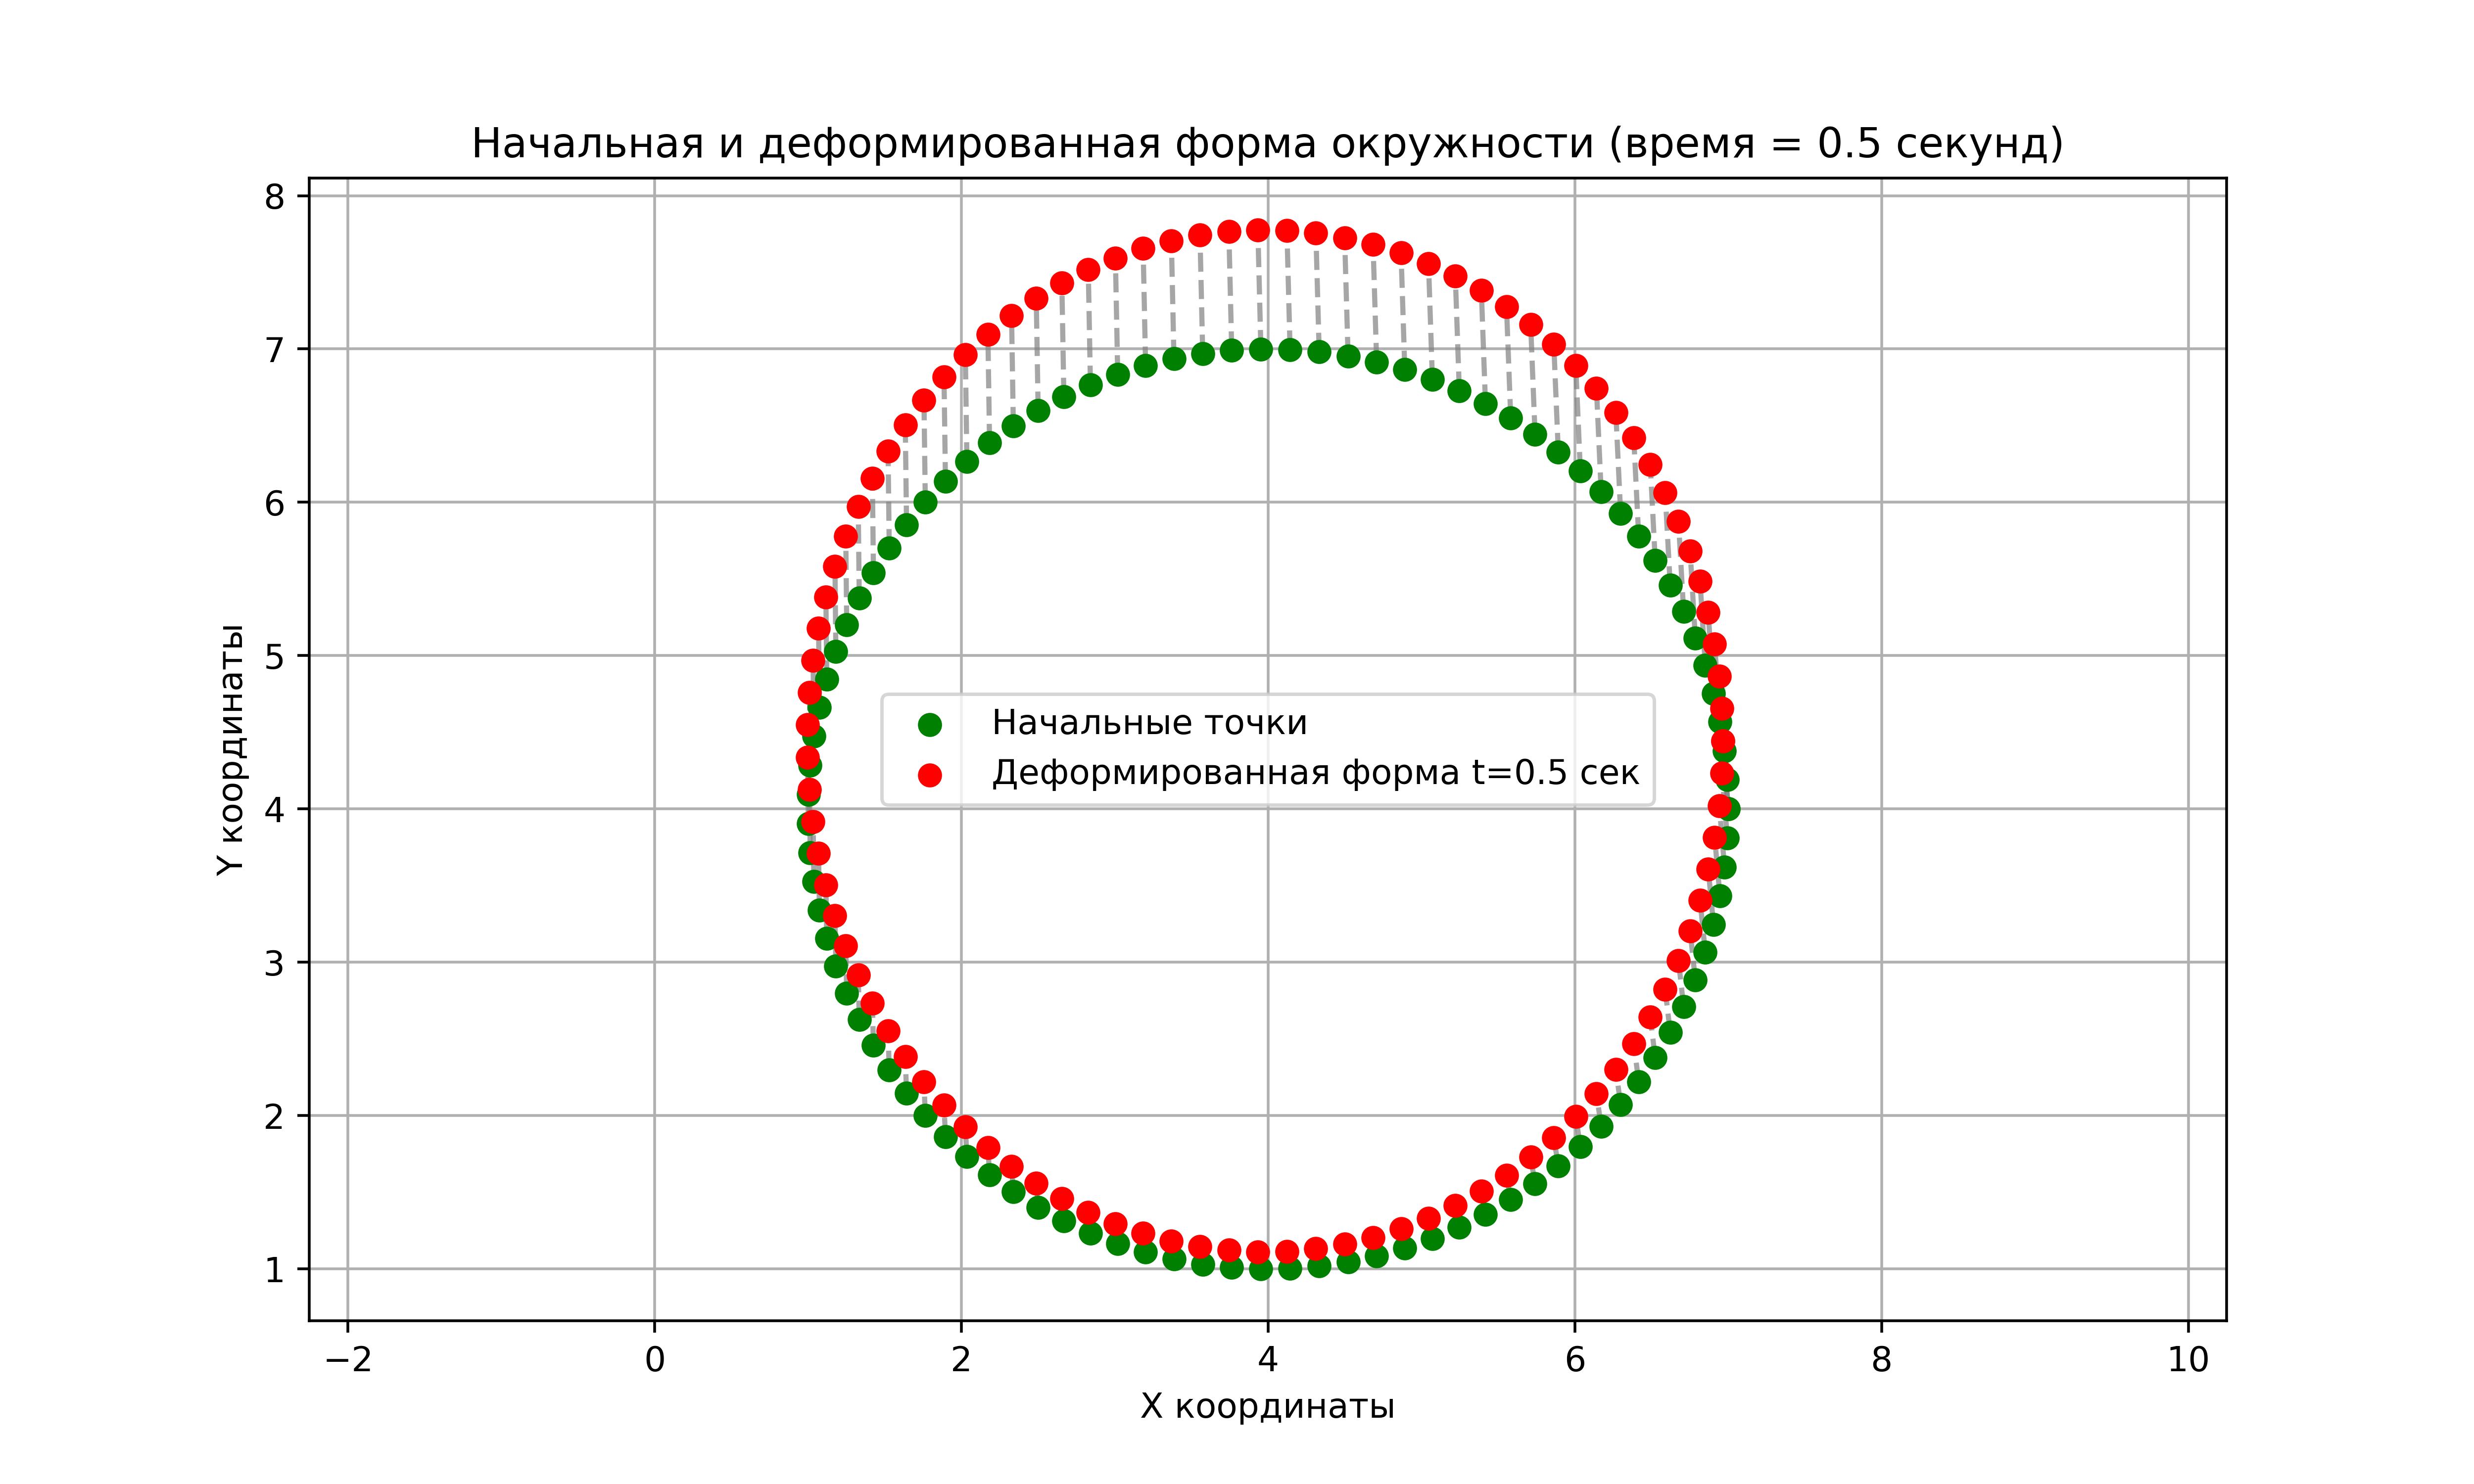 Начальная и деформированная форма окружности (время = 0.5 секунд)
8
7
6
5
4
3
2
1
Y координаты
Начальные точки
Деформированная форма t=0.5 сек
−2 0 2 4 6 8 10
X координаты